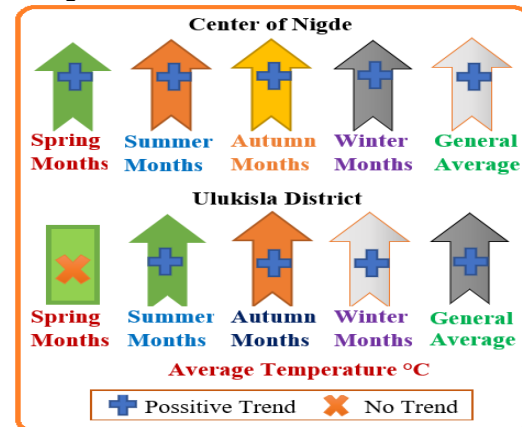 Center of Nigde
Spring Summer Autumn Winter General
Months Months Months Months Average
Ulukisla District
Spring Summer Autumn Winter General
Months Months Months Months Average
Average Temperature °C
Possitive Trend No Trend